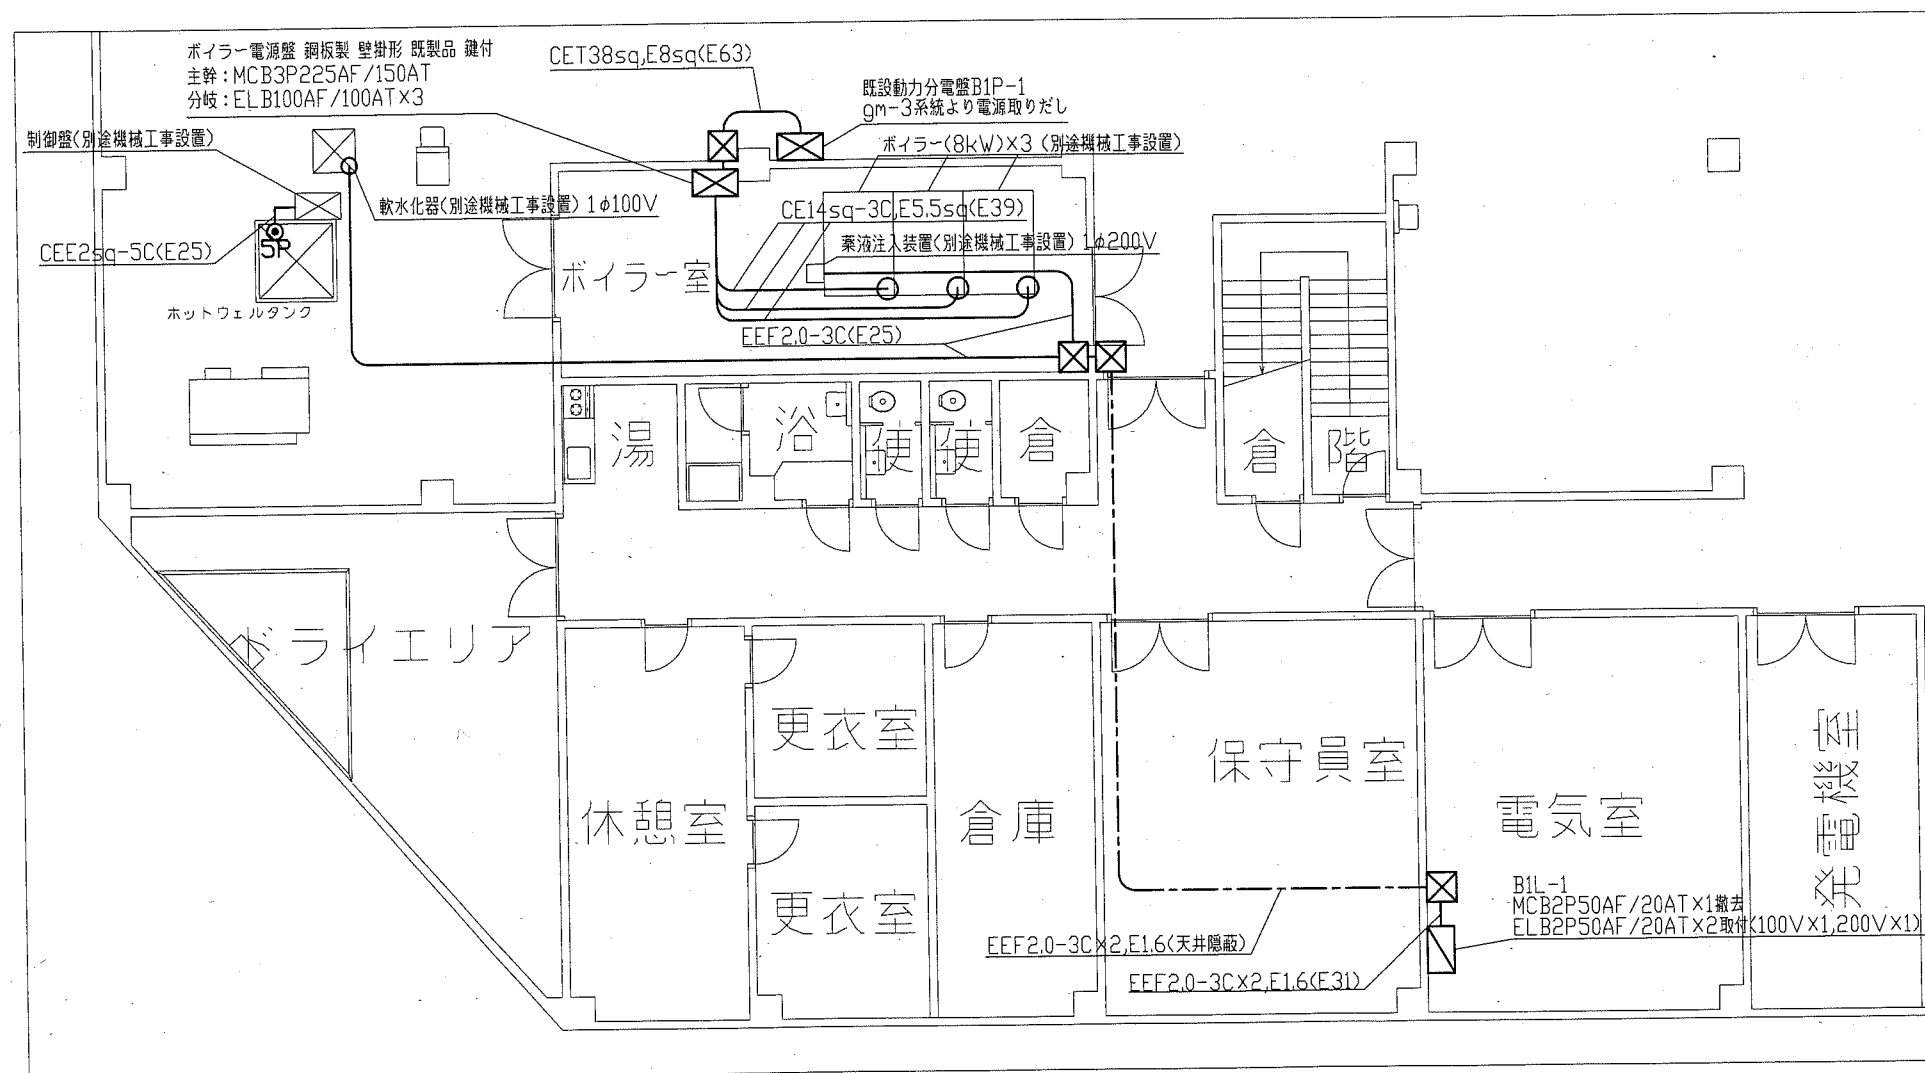 ボイラー電源盤 鋼板製 壁掛形 既製品 鍵付
主幹:MCB3P225AF/150AT
分岐:ELB100AF/100AT×3
CET38sq,E8sq(E63)
既設動力分電盤B1P-1
gm-3系統より電源取りだし
制御盤(別途機械工事設置)
ボイラー(8kW)×3 (別途機械工事設置)
軟水化器(別途機械工事設置) 1φ100V
CE14sq-3C,E5.5sq(E39)
薬液注入装置(別途機械工事設置) 1φ200V
CEE2sq-5C(E25)
5P
ボイラー室
ホットウェルタンク
EEF2.0-3C(E25)
湯
浴
便
便
倉
倉
階
ドライエリア
更衣室
保守員室
発電機室
休憩室
倉庫
電気室
更衣室
B1L-1
MCB2P50AF/20AT×1撤去
ELB2P50AF/20AT×2取付(100V×1,200V×1)
EEF2.0-3C×2,E1.6(天井隠蔽)
EEF2.0-3C×2,E1.6(E31)